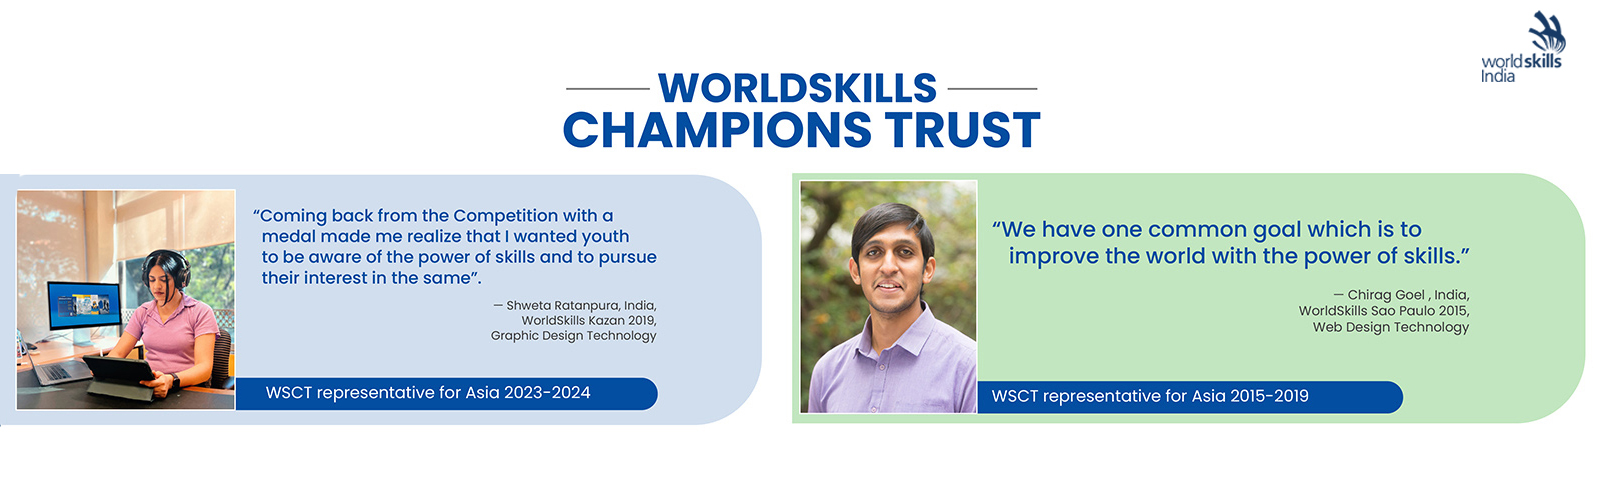 worldskills
India
WORLDSKILLS
CHAMPIONS TRUST
“Coming back from the Competition with a
medal made me realize that I wanted youth
to be aware of the power of skills and to pursue
their interest in the same”.
— Shweta Ratanpura, India,
WorldSkills Kazan 2019,
Graphic Design Technology
WSCT representative for Asia 2023-2024
“We have one common goal which is to
improve the world with the power of skills.”
— Chirag Goel , India,
WorldSkills Sao Paulo 2015,
Web Design Technology
WSCT representative for Asia 2015-2019